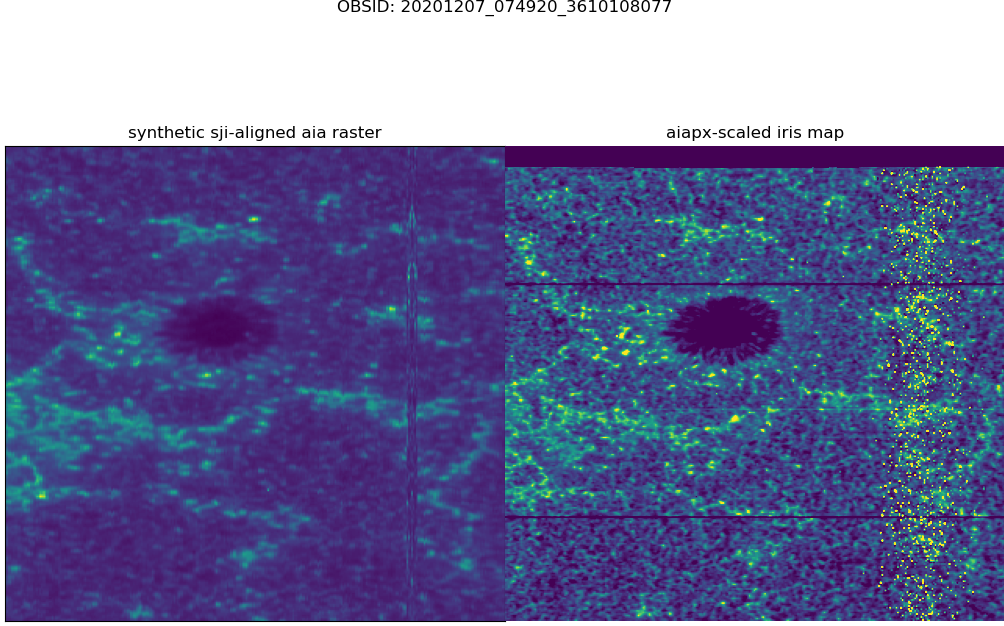 OBSID: 20201207_074920_3610108077
synthetic sji-aligned aia raster
aiapx-scaled iris map